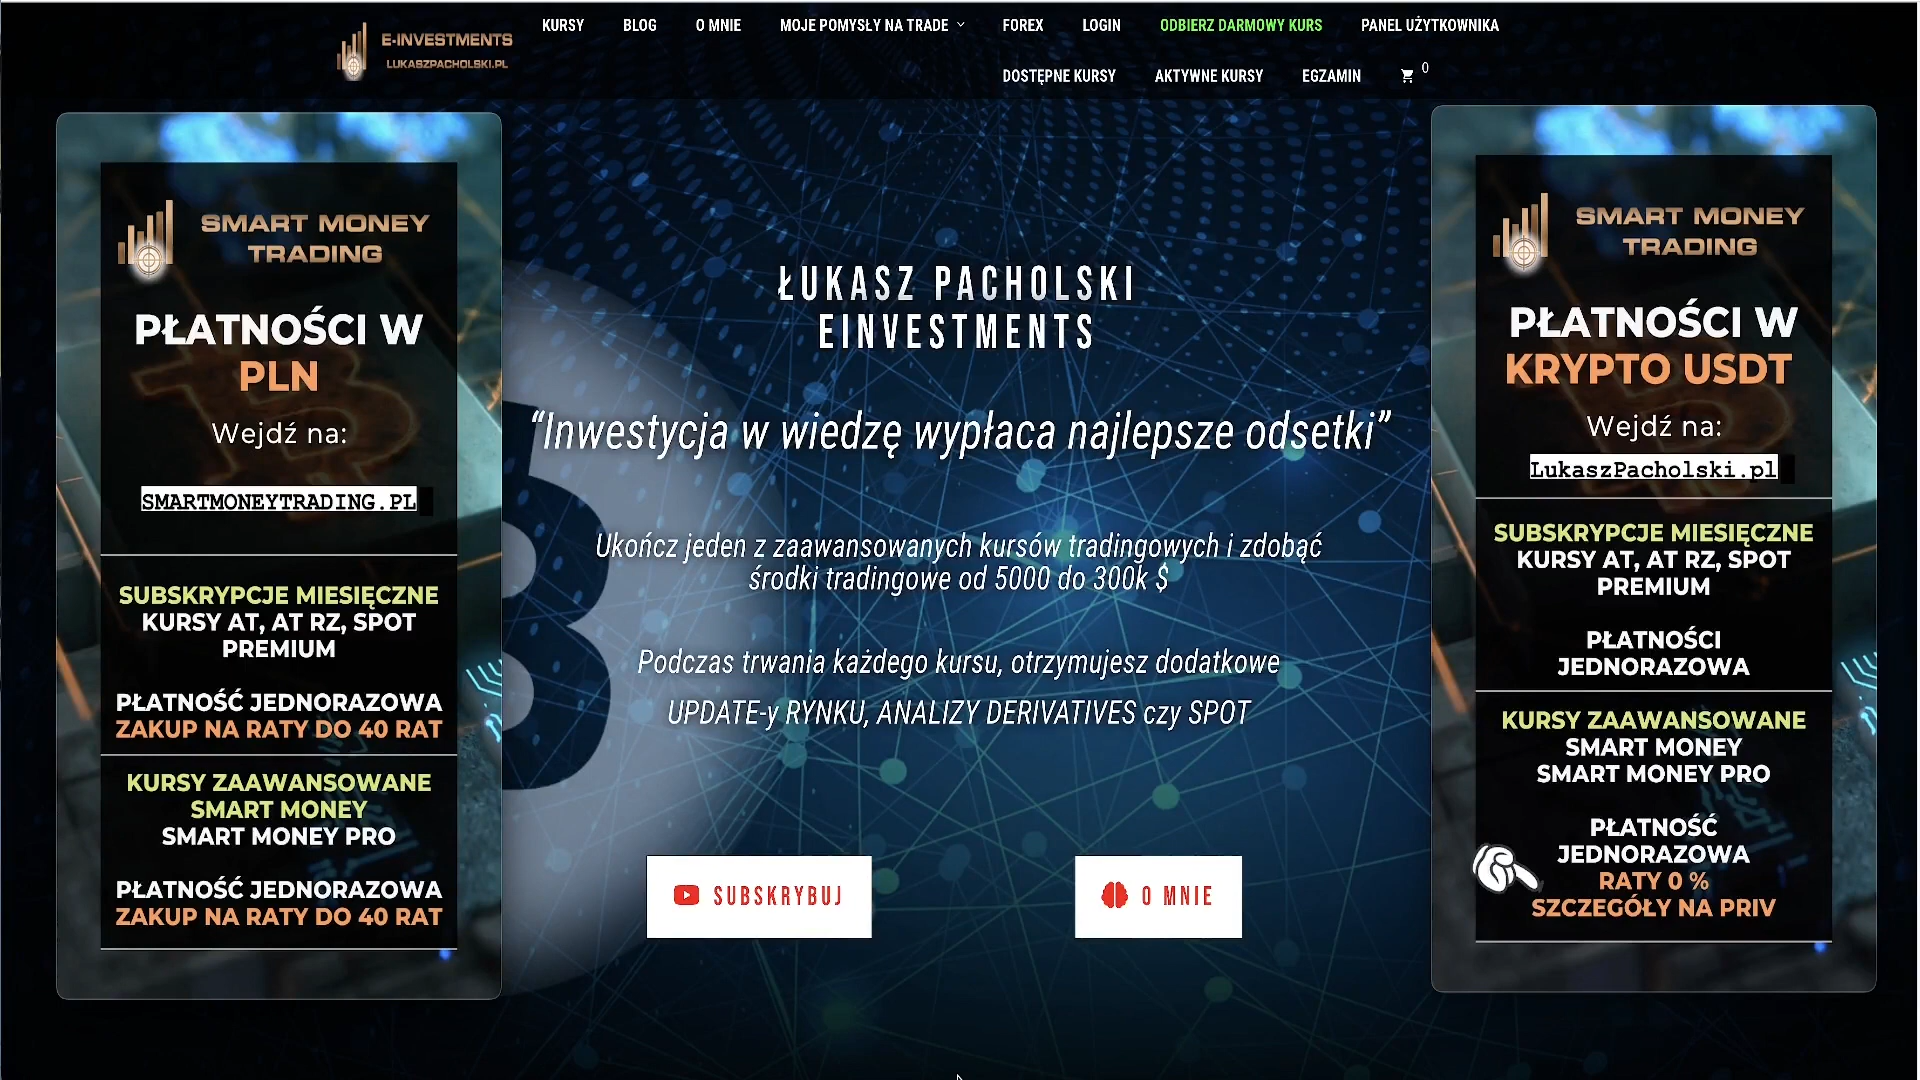 E-INVESTMENTS
LUKASZPACHOLSKI.PL
KURSY
BLOG
O MNIE
MOJE POMYSŁY NA TRADE
FOREX
LOGIN
ODBIERZ DARMOWY KURS
PANEL UŻYTKOWNIKA
DOSTĘPNE KURSY
AKTYWNE KURSY
EGZAMIN
0
SMART MONEY
TRADING
PŁATNOŚCI W
PLN
Wejdź na:
SMARTMONEYTRADING.PL
SUBSKRYPCJE MIESIĘCZNE
KURSY AT, AT RZ, SPOT
PREMIUM
PŁATNOŚĆ JEDNORAZOWA
ZAKUP NA RATY DO 40 RAT
KURSY ZAAWANSOWANE
SMART MONEY
SMART MONEY PRO
PŁATNOŚĆ JEDNORAZOWA
ZAKUP NA RATY DO 40 RAT
ŁUKASZ PACHOLSKI
EINVESTMENTS
“Inwestycja w wiedzę wypłaca najlepsze odsetki”
Ukończ jeden z zaawansowanych kursów tradingowych i zdobąć
środki tradingowe od 5000 do 300k $
Podczas trwania każdego kursu, otrzymujesz dodatkowe
UPDATE-y RYNKU, ANALIZY DERIVATIVES czy SPOT
SUBSKRYBUJ
O MNIE
SMART MONEY
TRADING
PŁATNOŚCI W
KRYPTO USDT
Wejdź na:
LukaszPacholski.pl
SUBSKRYPCJE MIESIĘCZNE
KURSY AT, AT RZ, SPOT
PREMIUM
PŁATNOŚCI
JEDNORAZOWA
KURSY ZAAWANSOWANE
SMART MONEY
SMART MONEY PRO
PŁATNOŚĆ
JEDNORAZOWA
RATY 0 %
SZCZEGÓŁY NA PRIV